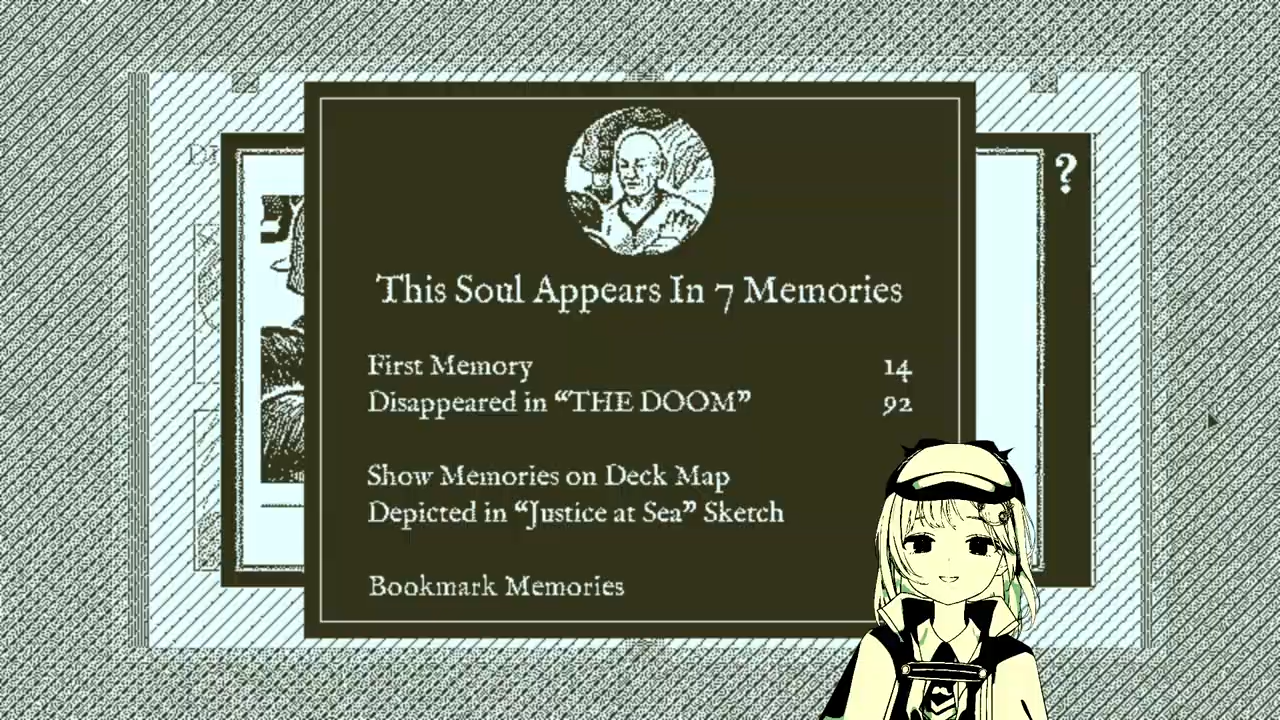 ?
This Soul Appears In 7 Memories
First Memory 14
Disappeared in “THE DOOM” 92
Show Memories on Deck Map
Depicted in “Justice at Sea” Sketch
Bookmark Memories